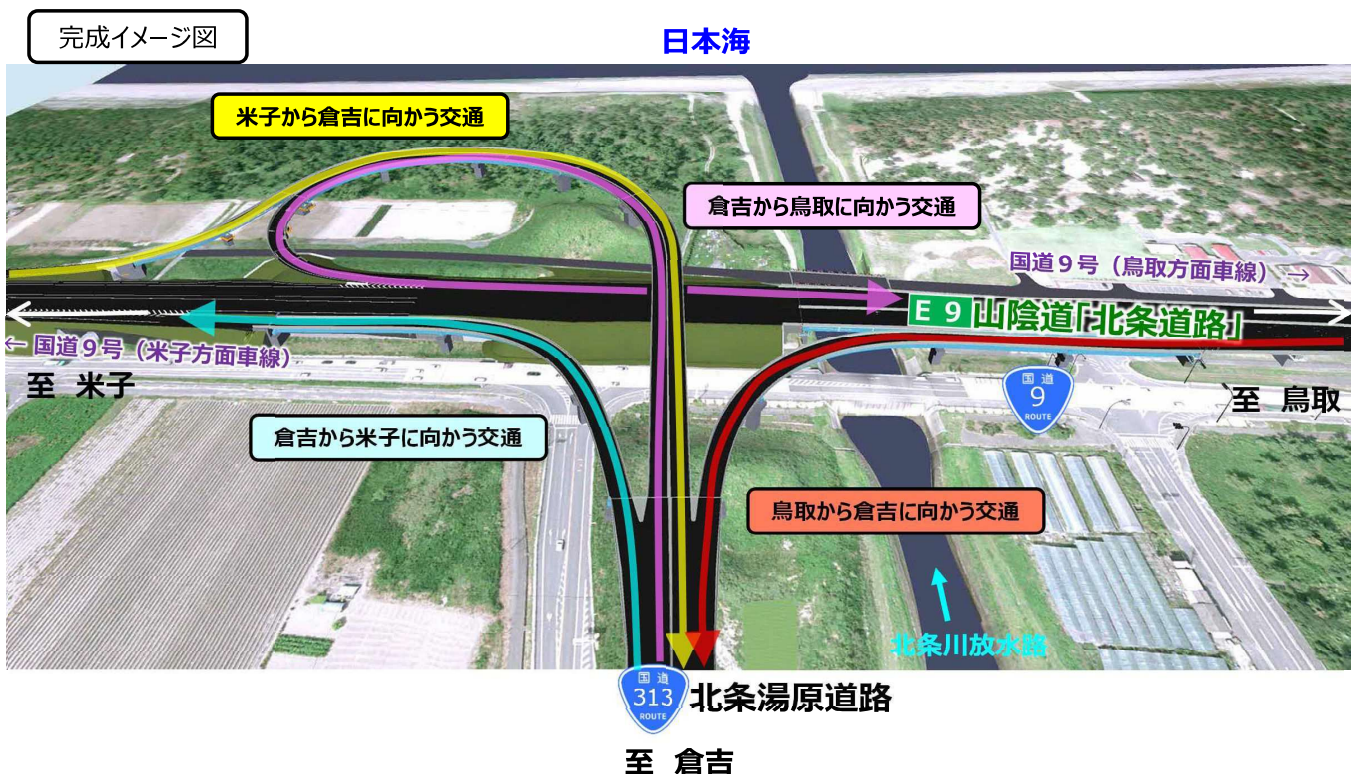 完成イメージ図
日本海
米子から倉吉に向かう交通
倉吉から鳥取に向かう交通
国道９号（鳥取方面車線）→
E 9 山陰道「北条道路」
← 国道９号（米子方面車線）
至 米子
国道
9
ROUTE
至 鳥取
倉吉から米子に向かう交通
鳥取から倉吉に向かう交通
北条川放水路
国道
313
ROUTE
北条湯原道路
至 倉吉